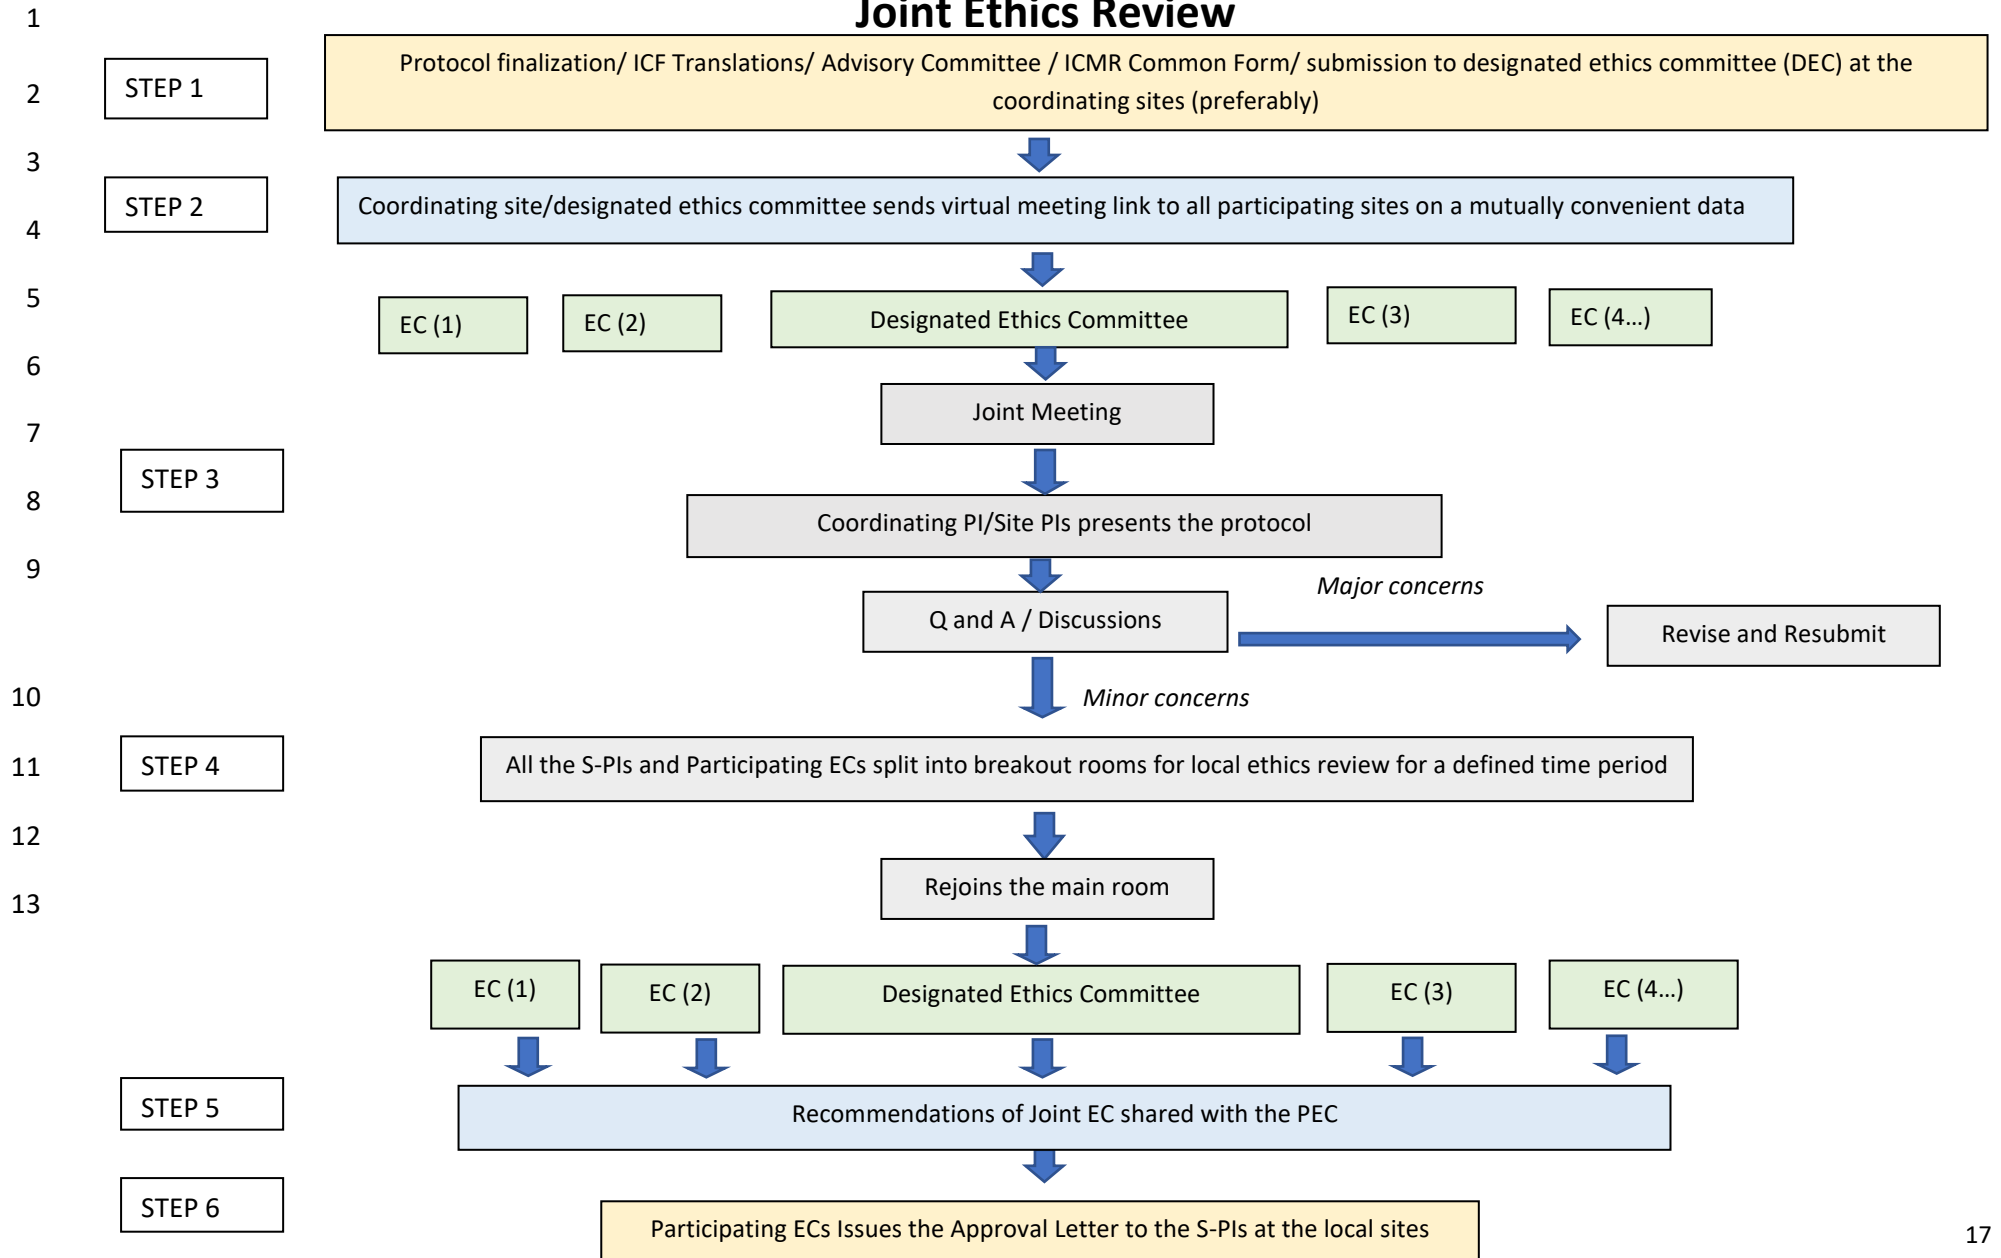 Joint Ethics Review
1
Protocol finalization/ ICF Translations/ Advisory Committee / ICMR Common Form/ submission to designated ethics committee (DEC) at the
coordinating sites (preferably)
STEP 1
2
3
STEP 2
Coordinating site/designated ethics committee sends virtual meeting link to all participating sites on a mutually convenient data
4
5
EC (1)
EC (2)
Designated Ethics Committee
EC (3)
EC (4…)
6
Joint Meeting
7
STEP 3
8
Coordinating PI/Site PIs presents the protocol
9
Major concerns
Q and A / Discussions
Revise and Resubmit
10
Minor concerns
STEP 4
11
All the S-PIs and Participating ECs split into breakout rooms for local ethics review for a defined time period
12
Rejoins the main room
13
EC (1)
EC (2)
Designated Ethics Committee
EC (3)
EC (4…)
STEP 5
Recommendations of Joint EC shared with the PEC
STEP 6
Participating ECs Issues the Approval Letter to the S-PIs at the local sites
17